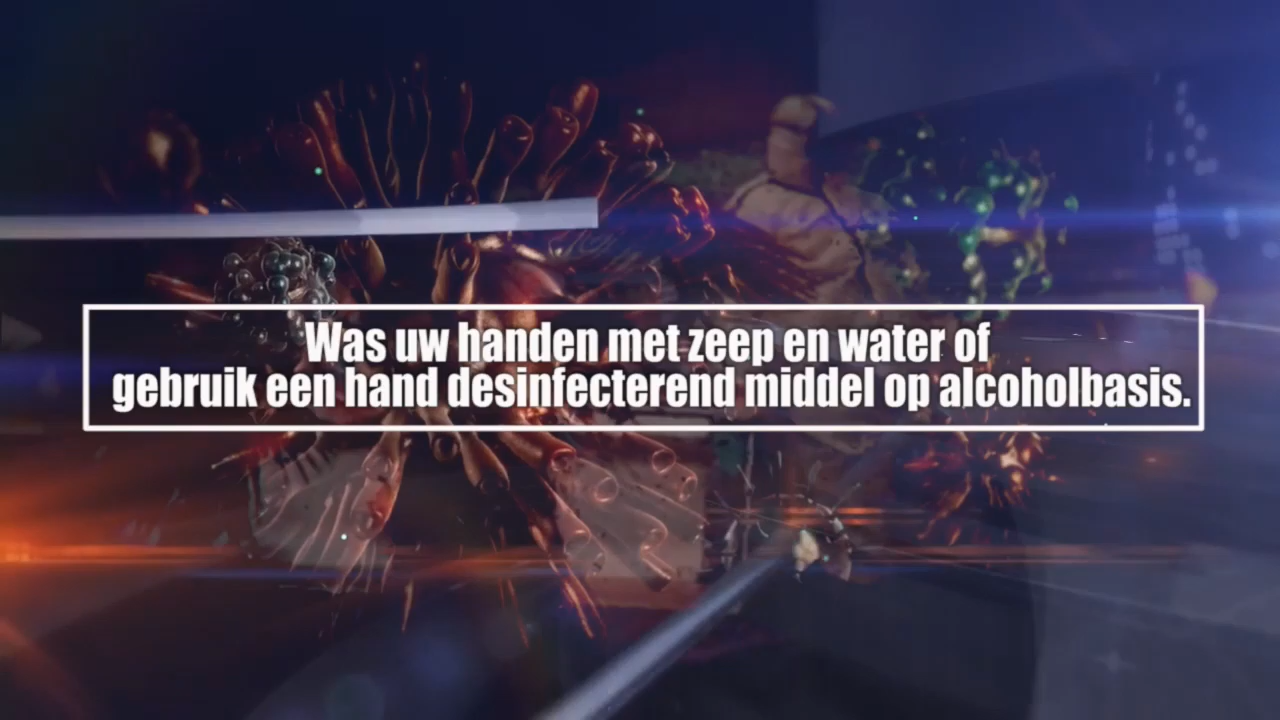 Was uw handen met zeep en water of
gebruik een hand desinfecterend middel op alcoholbasis.